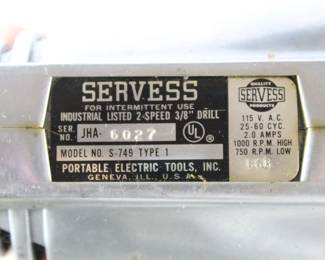 SERVESS
FOR INTERMITTENT USE
INDUSTRIAL LISTED 2-SPEED 3/8" DRILL
SER. NO. JHA- 6027
UL
MODEL NO. S-749 TYPE 1
PORTABLE ELECTRIC TOOLS, INC.
GENEVA, ILL., U.S.A.
QUALITY
SERVESS
PRODUCTS
115 V. A.C.
25-60 CYC.
2.0 AMPS
1000 R.P.M. HIGH
750 R.P.M. LOW